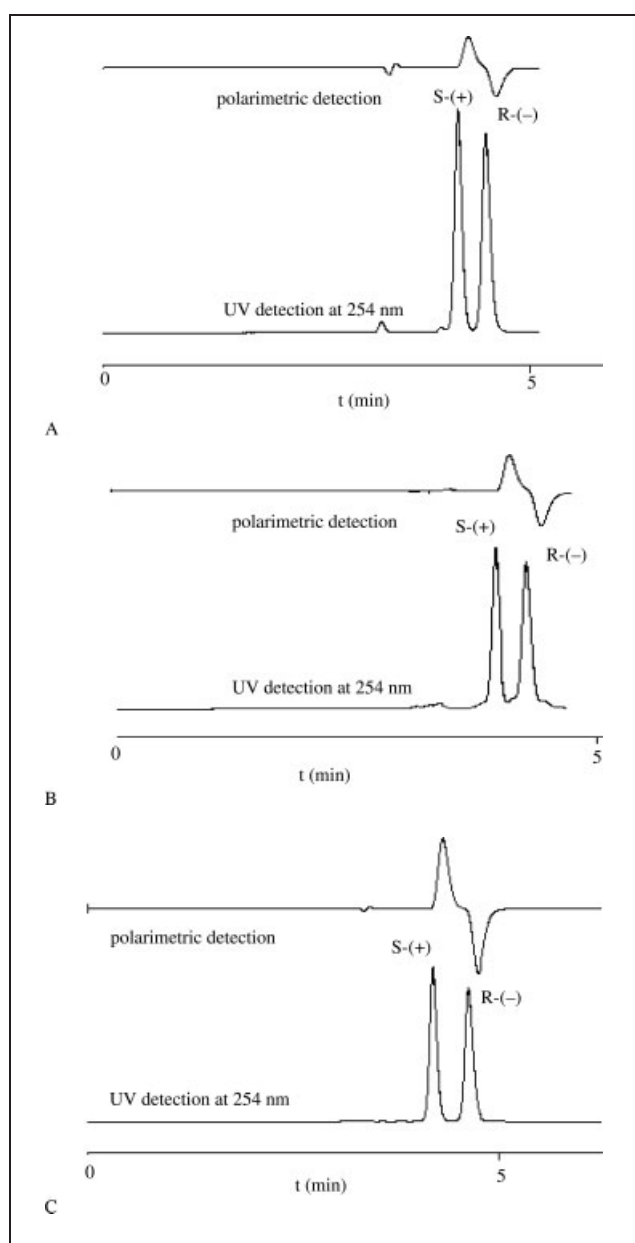 polarimetric detection
S-(+)
R-(–)
UV detection at 254 nm
0 5
t (min)
A
polarimetric detection
S-(+)
R-(–)
UV detection at 254 nm
0 5
t (min)
B
polarimetric detection
S-(+)
R-(–)
UV detection at 254 nm
0 5
t (min)
C